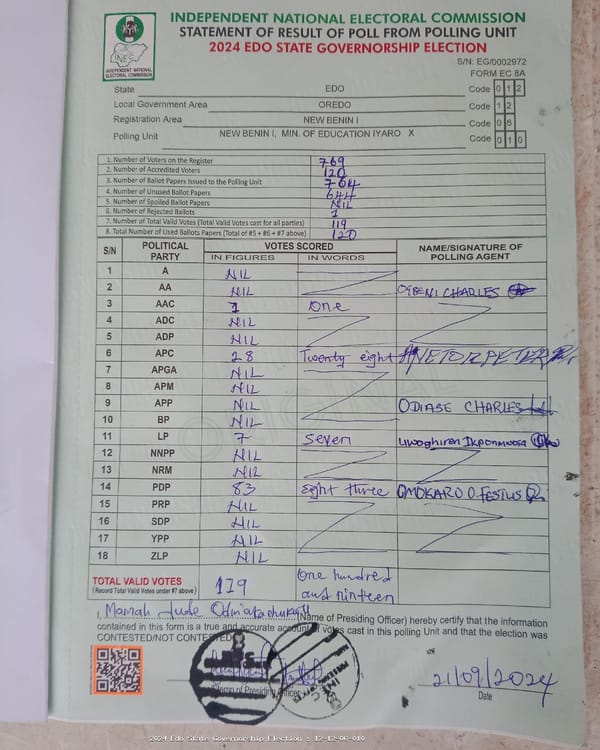 INDEPENDENT NATIONAL ELECTORAL COMMISSION
STATEMENT OF RESULT OF POLL FROM POLLING UNIT
2024 EDO STATE GOVERNORSHIP ELECTION
INEC
INDEPENDENT NATIONAL ELECTORAL COMMISSION
S/N: EG/0002972
FORM EC 8A
State EDO Code 0 1 2
Local Government Area OREDO Code 1 2
Registration Area NEW BENIN I Code 0 6
Polling Unit NEW BENIN I, MIN. OF EDUCATION IYARO X Code 0 1 0
1. Number of Voters on the Register 769
2. Number of Accredited Voters 120
3. Number of Ballot Papers Issued to the Polling Unit 764
4. Number of Unused Ballot Papers 644
5. Number of Spoiled Ballot Papers NIL
6. Number of Rejected Ballots 1
7. Number of Total Valid Votes (Total Valid Votes cast for all parties) 119
8. Total Number of Used Ballots Papers (Total of #5 + #6 + #7 above) 120
S/N POLITICAL PARTY VOTES SCORED NAME/SIGNATURE OF POLLING AGENT
IN FIGURES IN WORDS
1 A NIL
2 AA NIL CHARLES
3 AAC 1 One
4 ADC NIL
5 ADP NIL
6 APC 28 Twenty eight ANETOR PETER
7 APGA NIL
8 APM NIL
9 APP NIL ODIASE CHARLES
10 BP NIL
11 LP 7 Seven
12 NNPP NIL
13 NRM NIL
14 PDP 83 eight three OMOKARO O. FESTUS
15 PRP NIL
16 SDP NIL
17 YPP NIL
18 ZLP NIL
TOTAL VALID VOTES 119 One hundred
(Record Total Valid Votes under #7 above) and ninteen
I, Mamah Jude (Name of Presiding Officer) hereby certify that the information
contained in this form is a true and accurate account of votes cast in this polling Unit and that the election was
CONTESTED/NOT CONTESTED
21/09/2024
Date
2024 Edo State Governorship Election - 12-12-06-010